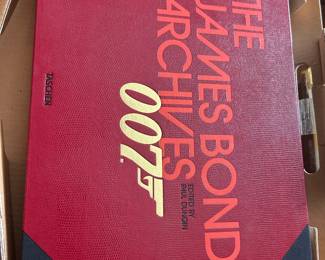 THE
JAMES BOND
ARCHIVES
007
EDITED BY
PAUL DUNCAN
TASCHEN